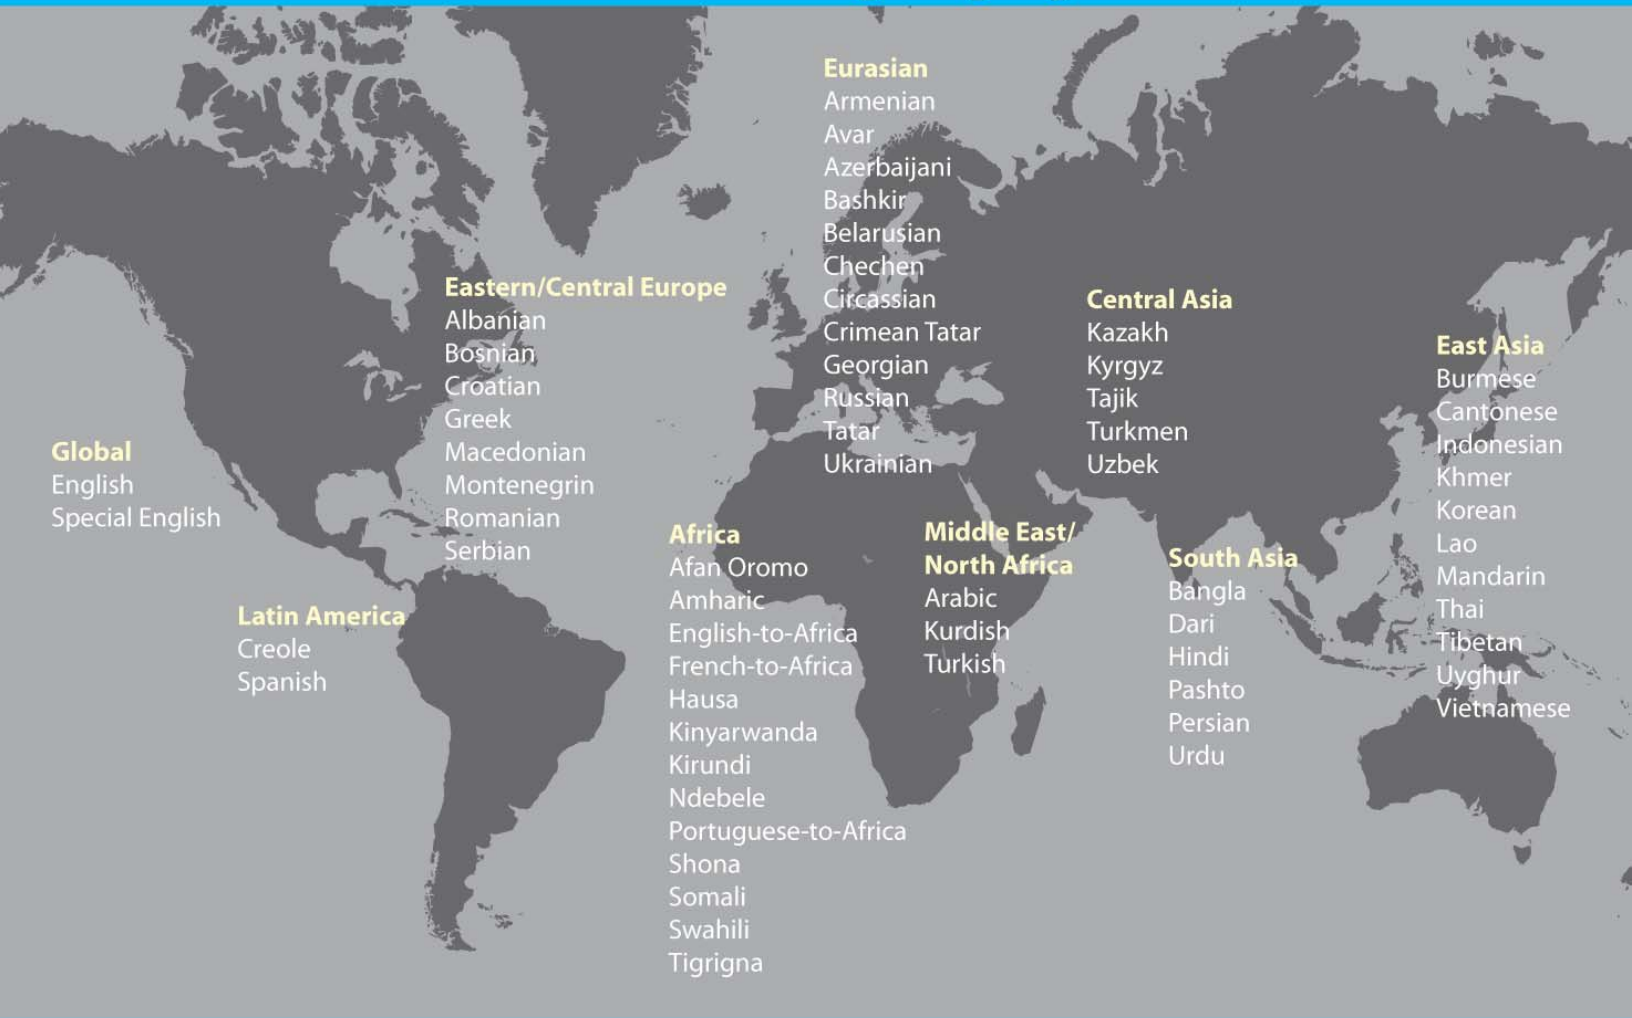 Global
English
Special English
Latin America
Creole
Spanish
Eastern/Central Europe
Albanian
Bosnian
Croatian
Greek
Macedonian
Montenegrin
Romanian
Serbian
Africa
Afan Oromo
Amharic
English-to-Africa
French-to-Africa
Hausa
Kinyarwanda
Kirundi
Ndebele
Portuguese-to-Africa
Shona
Somali
Swahili
Tigrigna
Eurasian
Armenian
Avar
Azerbaijani
Bashkir
Belarusian
Chechen
Circassian
Crimean Tatar
Georgian
Russian
Tatar
Ukrainian
Middle East/
North Africa
Arabic
Kurdish
Turkish
Central Asia
Kazakh
Kyrgyz
Tajik
Turkmen
Uzbek
South Asia
Bangla
Dari
Hindi
Pashto
Persian
Urdu
East Asia
Burmese
Cantonese
Indonesian
Khmer
Korean
Lao
Mandarin
Thai
Tibetan
Uyghur
Vietnamese